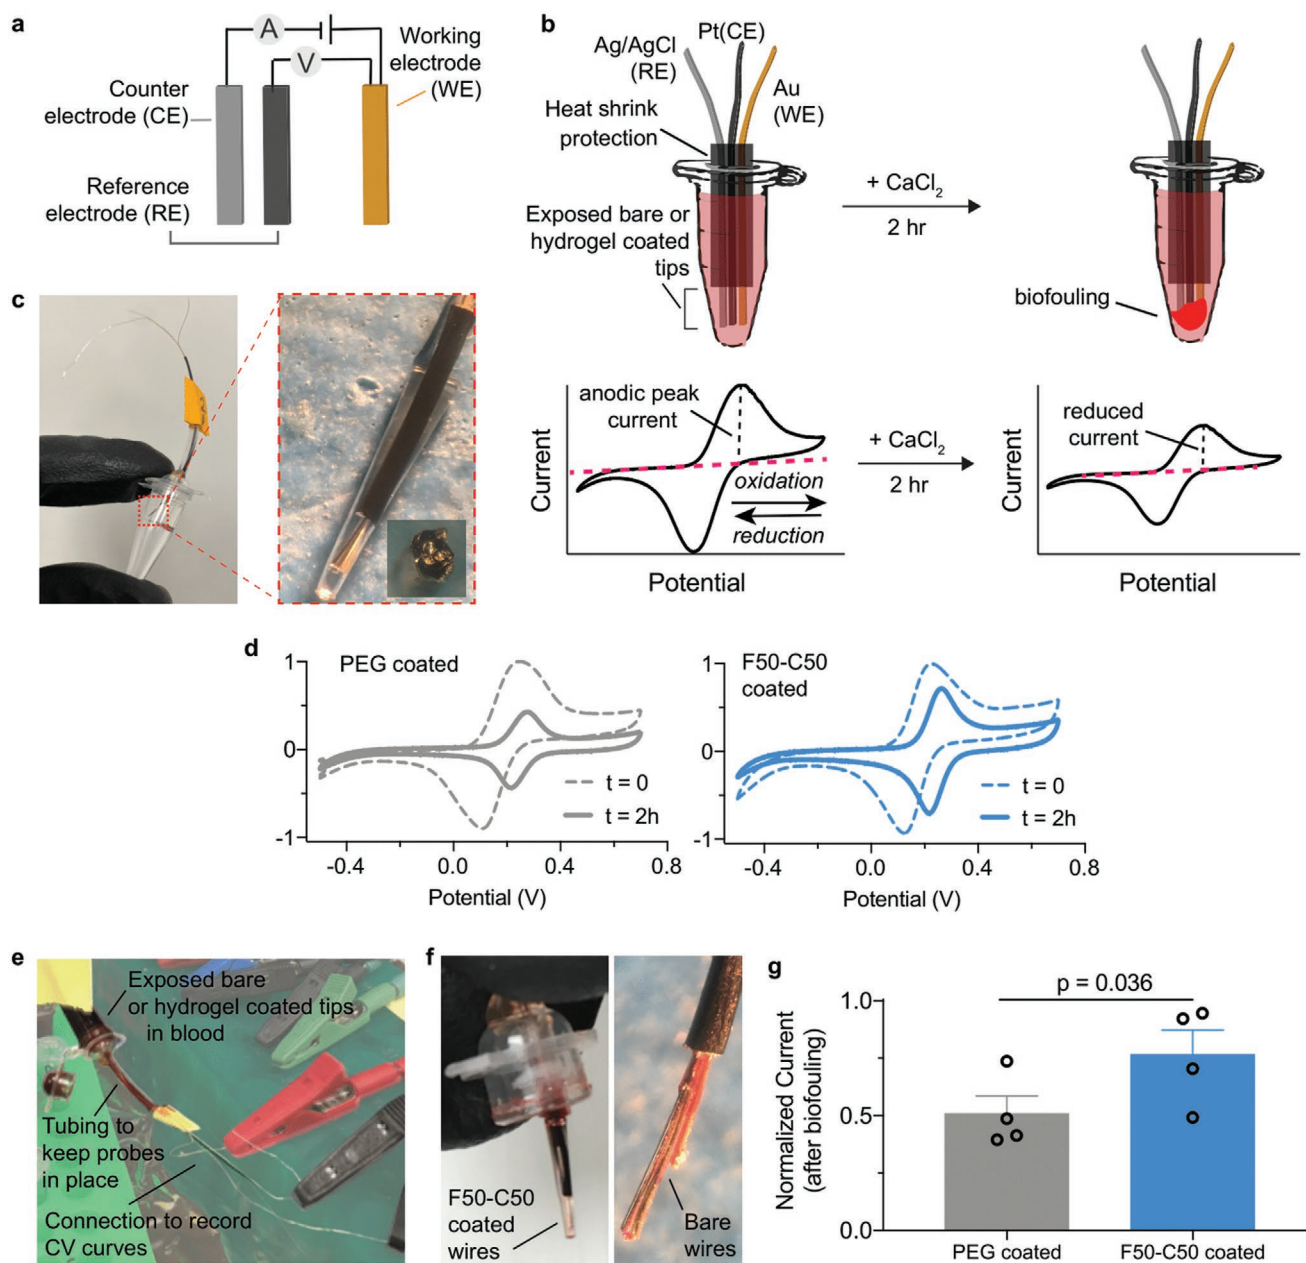 a
A
V
Working
electrode
(WE)
Counter
electrode (CE)
Reference
electrode (RE)
b
Pt(CE)
Ag/AgCl
(RE)
Au
(WE)
Heat shrink
protection
Exposed bare or
hydrogel coated
tips
+ CaCl₂
2 hr
biofouling
Current
anodic peak
current
oxidation
reduction
Potential
+ CaCl₂
2 hr
Current
reduced
current
Potential
c
d
PEG coated
1
0
-1
t = 0
t = 2h
-0.4
0.0
0.4
0.8
Potential (V)
F50-C50
coated
1
0
-1
t = 0
t = 2h
-0.4
0.0
0.4
0.8
Potential (V)
e
Exposed bare
or hydrogel coated tips
in blood
Tubing to
keep probes
in place
Connection to record
CV curves
f
F50-C50
coated
wires
Bare
wires
g
p = 0.036
Normalized Current
(after biofouling)
1.0
0.5
0.0
PEG coated
F50-C50 coated